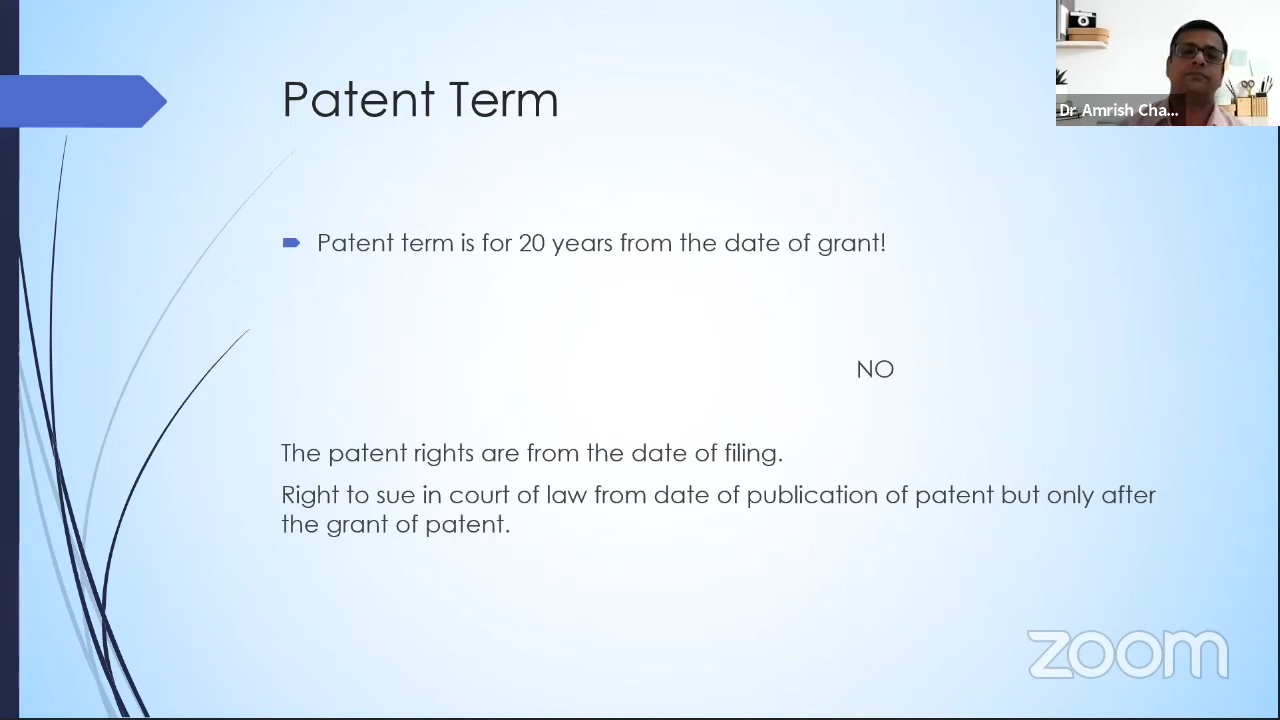 Patent Term
Dr Amrish Cha...
Patent term is for 20 years from the date of grant!
NO
The patent rights are from the date of filing.
Right to sue in court of law from date of publication of patent but only after
the grant of patent.
zoom